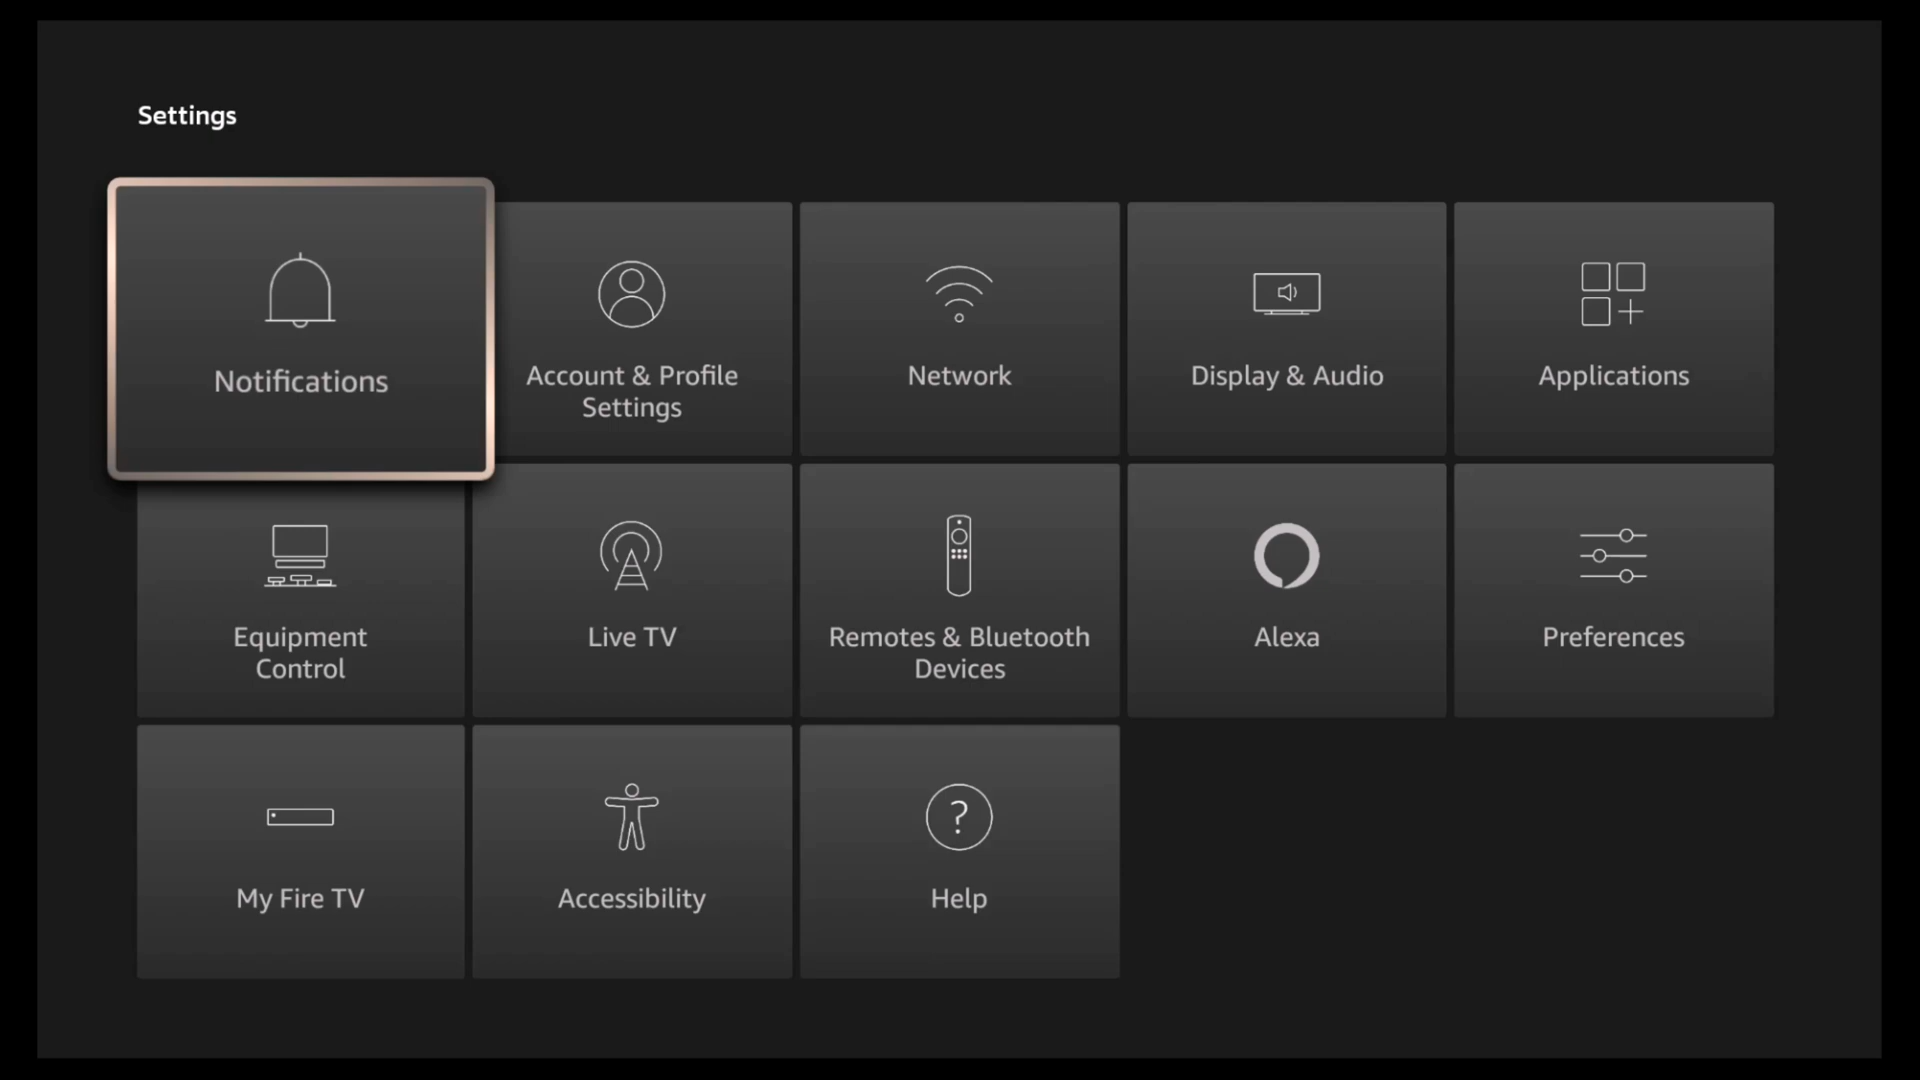 Settings
Notifications
Account & Profile
Settings
Network
Display & Audio
Applications
Equipment
Control
Live TV
Remotes & Bluetooth
Devices
Alexa
Preferences
My Fire TV
Accessibility
?
Help